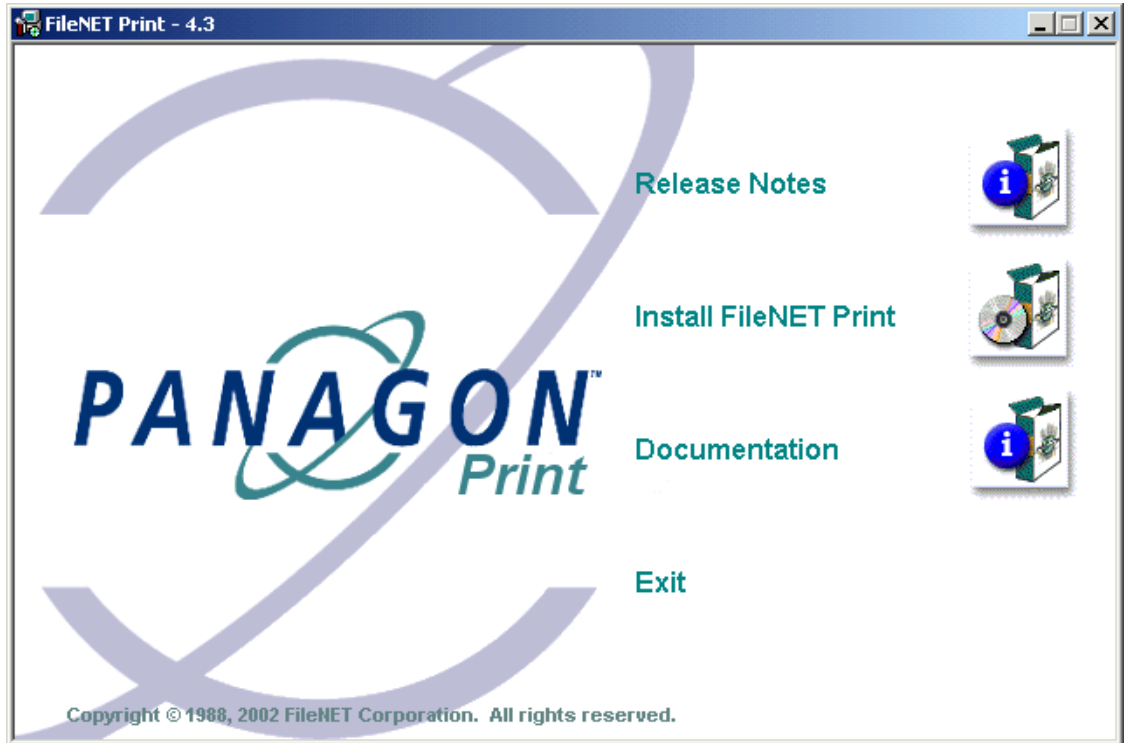 FileNET Print - 4.3
Release Notes
Install FileNET Print
PANAGON™
Print
Documentation
Exit
Copyright © 1988, 2002 FileNET Corporation. All rights reserved.